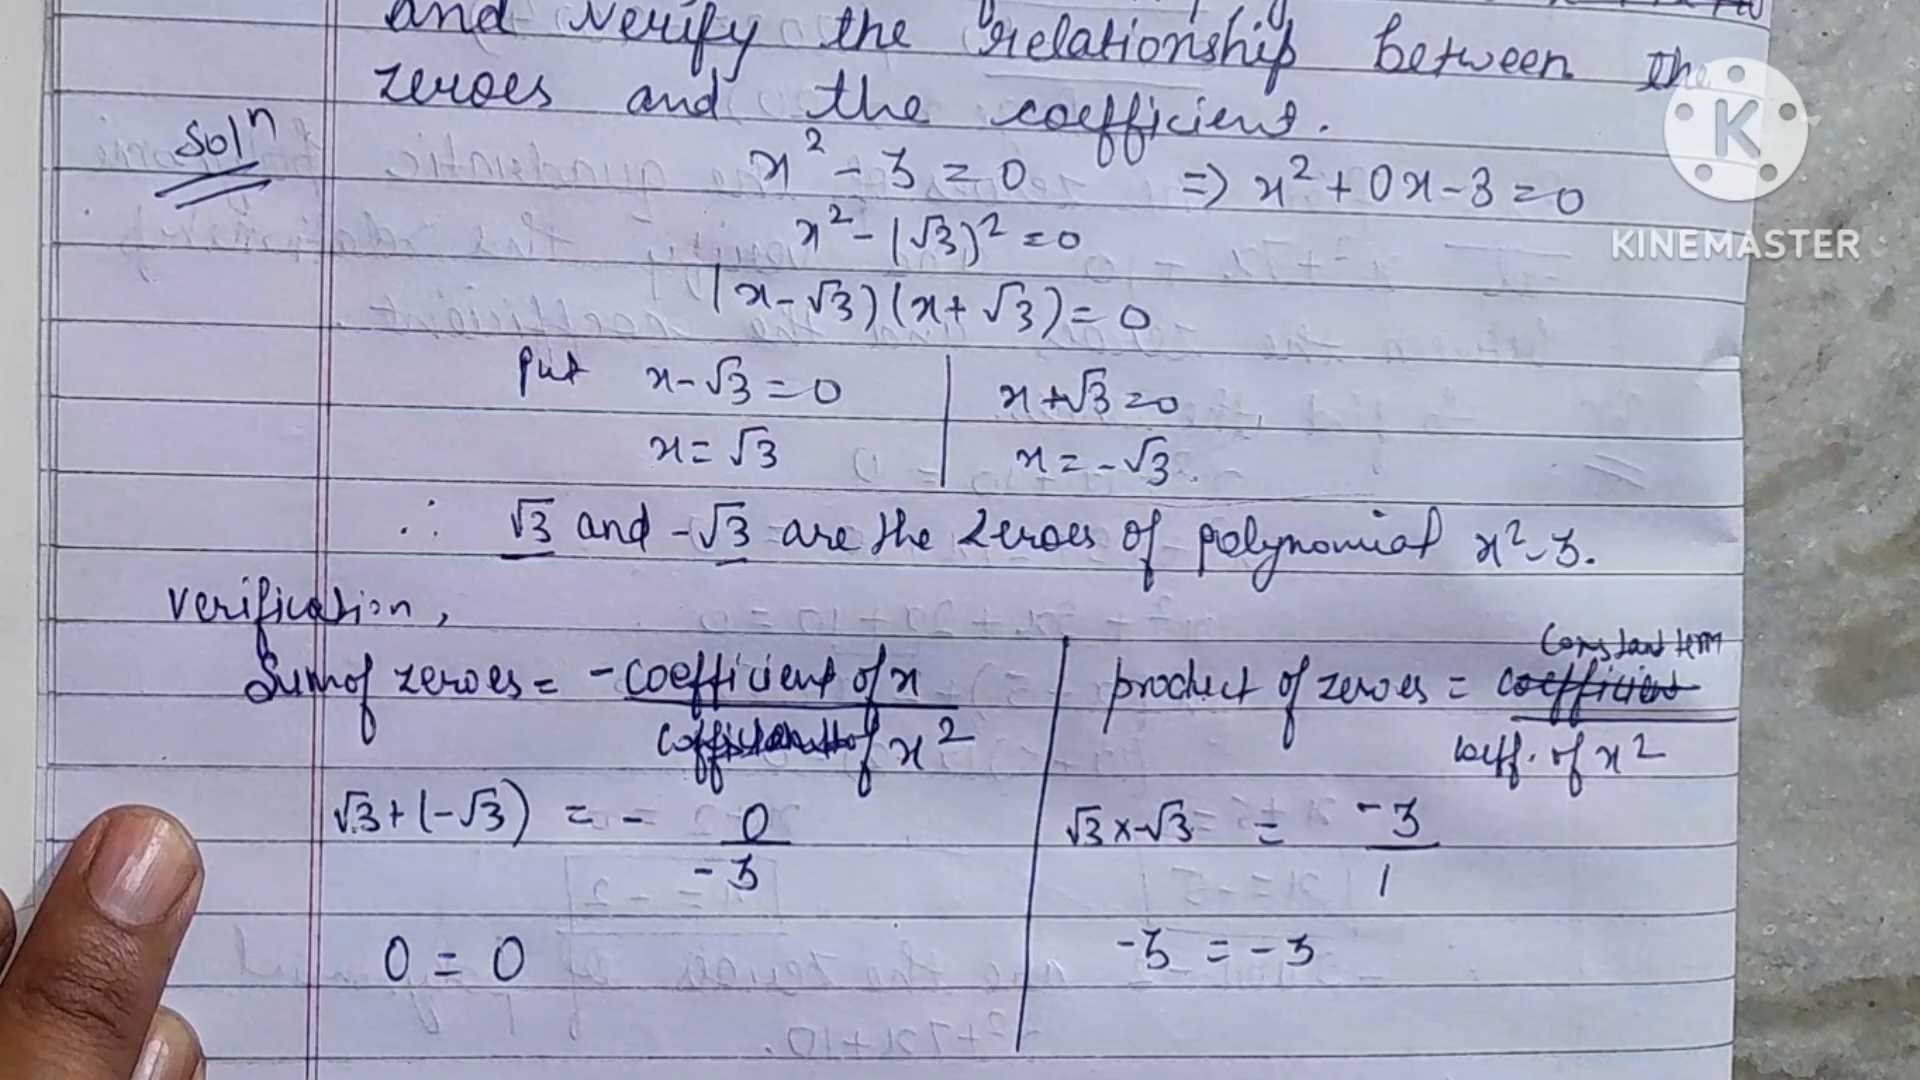 and verify the relationship between the
zeroes and the coefficient.
Solⁿ
x² - 3 = 0 ⇒ x² + 0x - 3 = 0
x² - (√3)² = 0
(x - √3) (x + √3) = 0
put x - √3 = 0 | x + √3 = 0
x = √3 | x = -√3.
∴ √3 and -√3 are the zeroes of polynomial x² - 3.
verification,
Sum of zeroes = -coefficient of x / coefficient of x² | product of zeroes = Constant term / coeff. of x²
√3 + (-√3) = - 0 / -3 | √3 x -√3 = -3 / 1
0 = 0 | -3 = -3
K
KINEMASTER